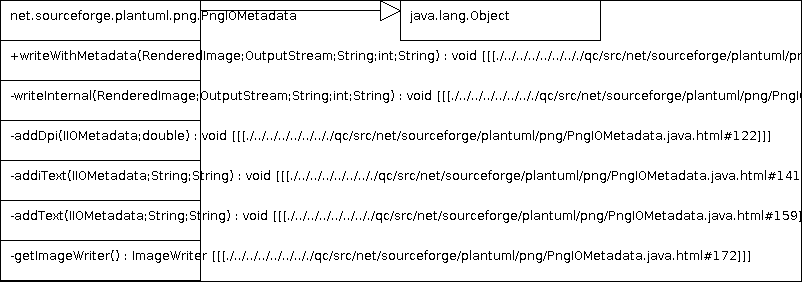 net.sourceforge.plantuml.png.PngIOMetadata
java.lang.Object
+writeWithMetadata(RenderedImage;OutputStream;String;int;String) : void [[[./../../../../../../../qc/src/net/sourceforge/plantuml/pn
-writeInternal(RenderedImage;OutputStream;String;int;String) : void [[[./../../../../../../../qc/src/net/sourceforge/plantuml/png/PngIO
-addDpi(IIOMetadata;double) : void [[[./../../../../../../../qc/src/net/sourceforge/plantuml/png/PngIOMetadata.java.html#122]]]
-addiText(IIOMetadata;String;String) : void [[[./../../../../../../../qc/src/net/sourceforge/plantuml/png/PngIOMetadata.java.html#141
-addText(IIOMetadata;String;String) : void [[[./../../../../../../../qc/src/net/sourceforge/plantuml/png/PngIOMetadata.java.html#159]
-getImageWriter() : ImageWriter [[[./../../../../../../../qc/src/net/sourceforge/plantuml/png/PngIOMetadata.java.html#172]]]